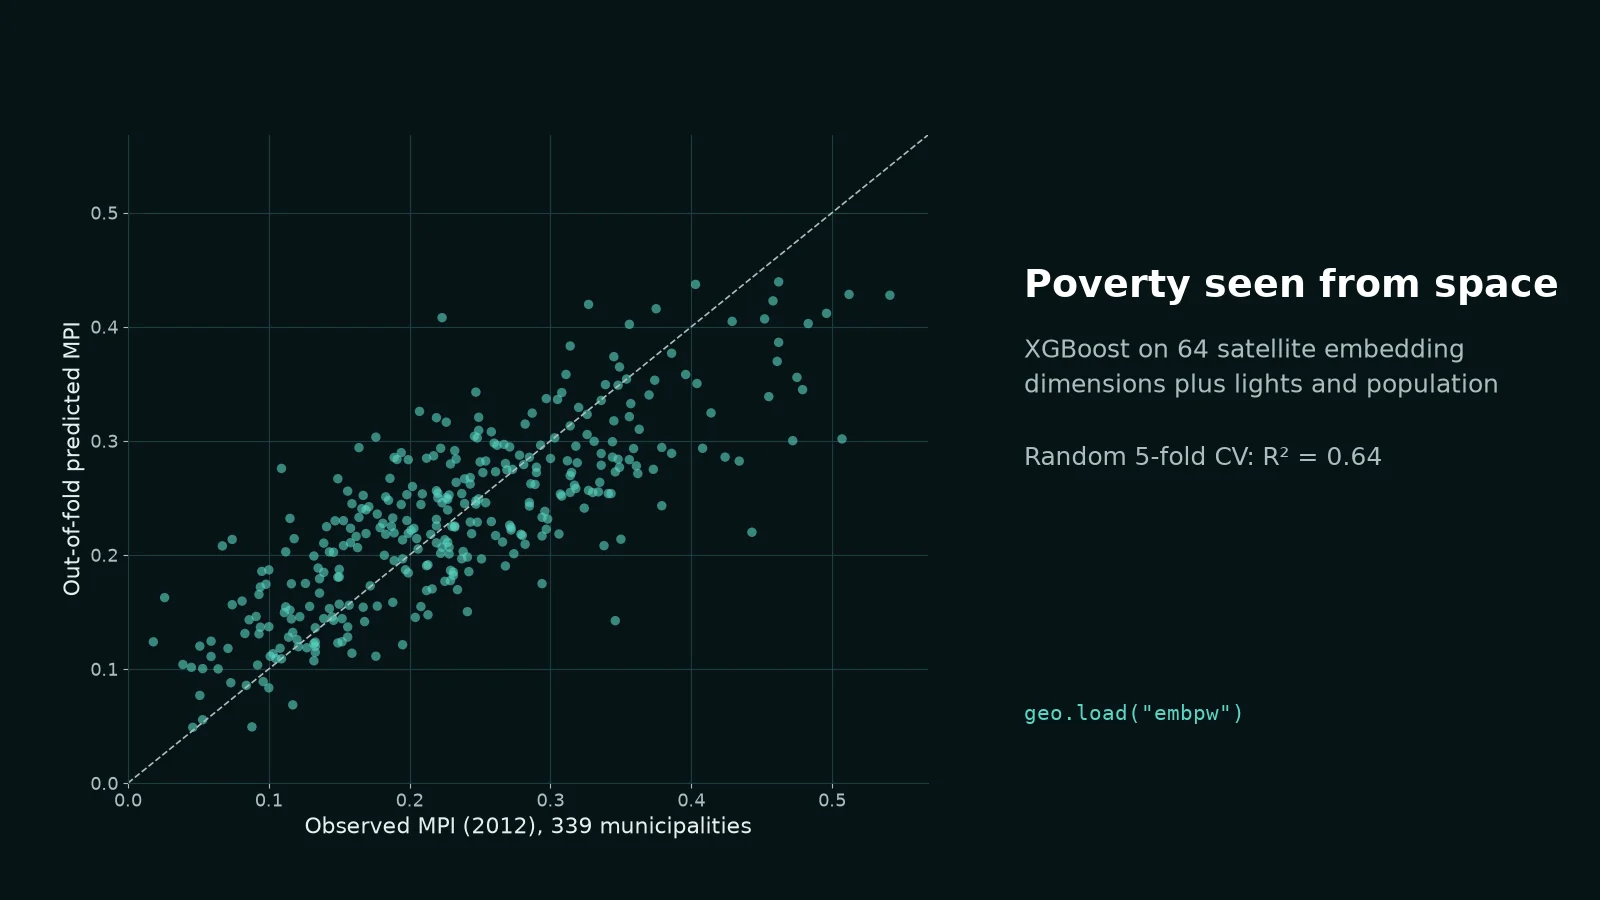 0.5
0.4
0.3
0.2
0.1
0.0
Out-of-fold predicted MPI
0.0 0.1 0.2 0.3 0.4 0.5
Observed MPI (2012), 339 municipalities
Poverty seen from space
XGBoost on 64 satellite embedding
dimensions plus lights and population
Random 5-fold CV: R² = 0.64
geo.load("embpw")